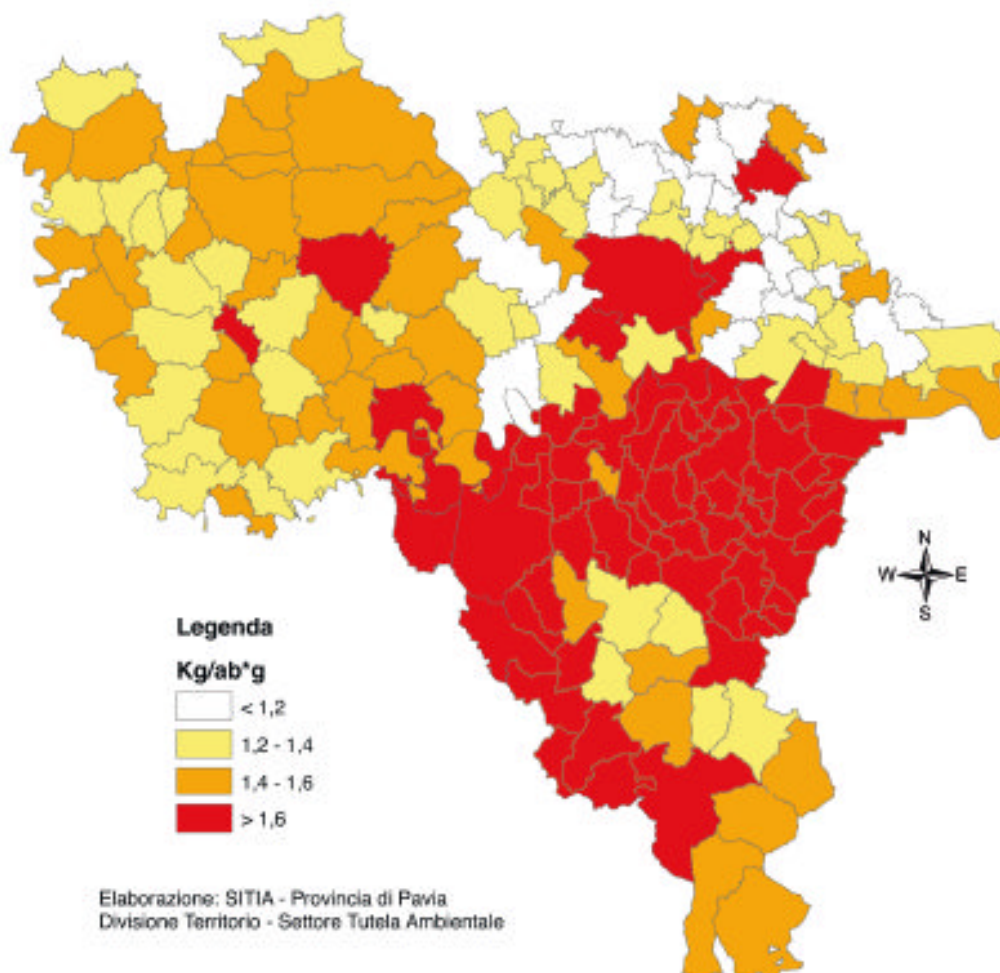 N
W E
S
Legenda
Kg/ab*g
< 1,2
1,2 - 1,4
1,4 - 1,6
> 1,6
Elaborazione: SITIA - Provincia di Pavia
Divisione Territorio - Settore Tutela Ambientale